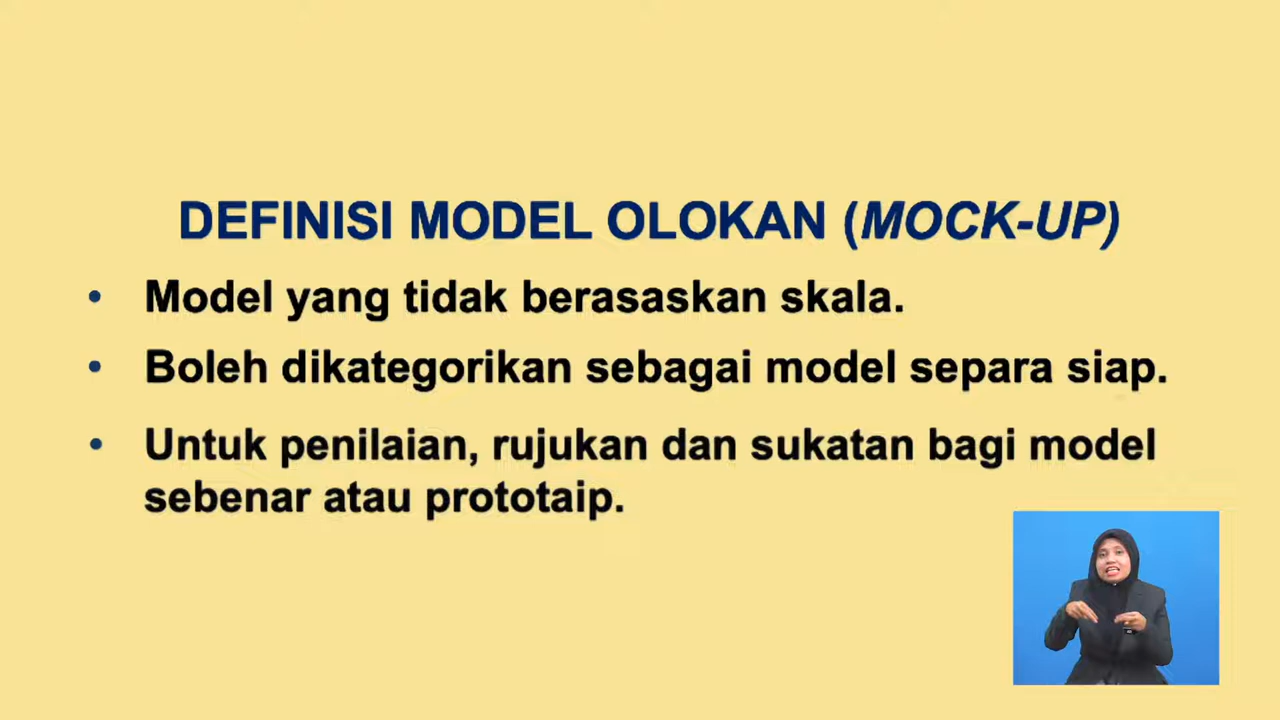 DEFINISI MODEL OLOKAN (MOCK-UP)
• Model yang tidak berasaskan skala.
• Boleh dikategorikan sebagai model separa siap.
• Untuk penilaian, rujukan dan sukatan bagi model
sebenar atau prototaip.